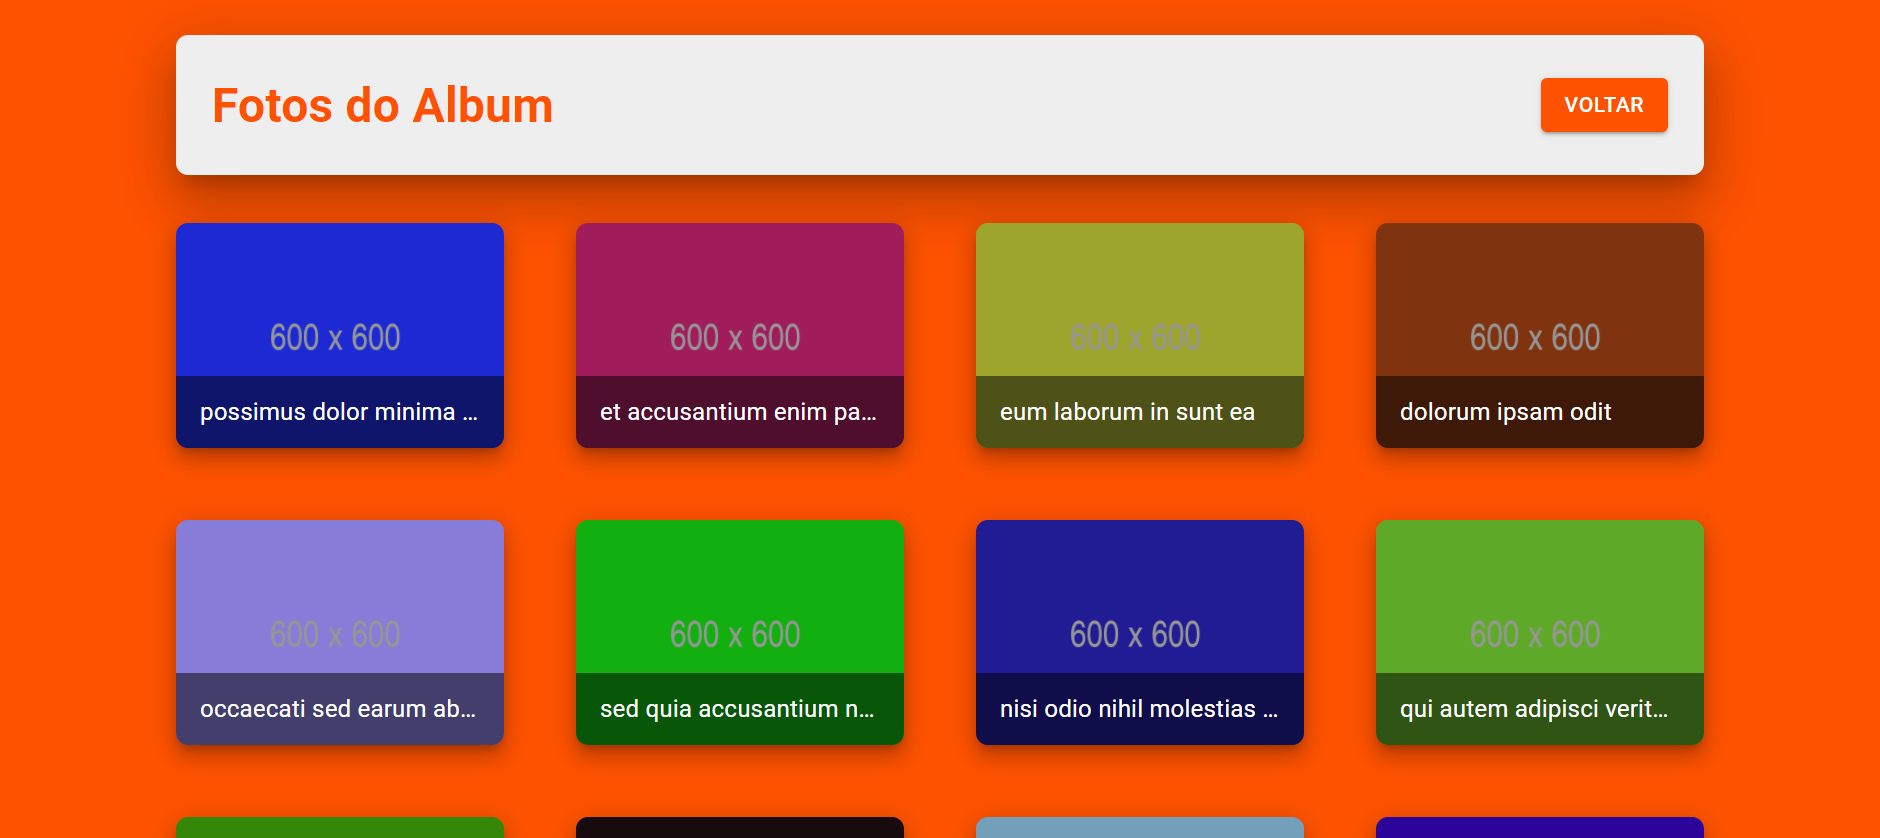 Fotos do Album
VOLTAR
600 x 600
600 x 600
600 x 600
600 x 600
possimus dolor minima ...
et accusantium enim pa...
eum laborum in sunt ea
dolorum ipsam odit
600 x 600
600 x 600
600 x 600
600 x 600
occaecati sed earum ab...
sed quia accusantium n...
nisi odio nihil molestias ...
qui autem adipisci verit...